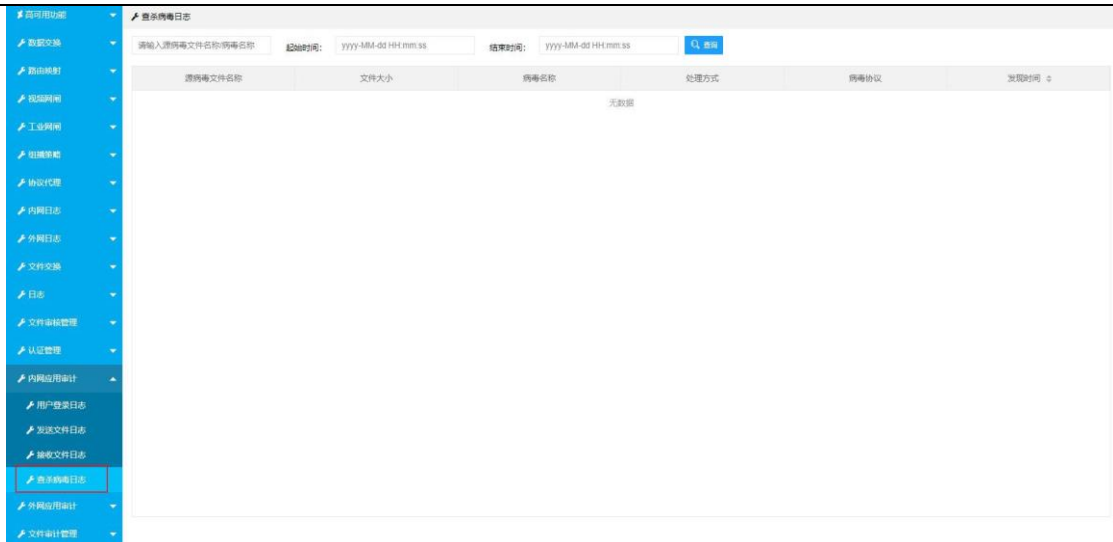 高可用功能
查杀病毒日志
数据交换
请输入源病毒文件名称/病毒名称 起始时间： yyyy-MM-dd HH:mm:ss 结束时间： yyyy-MM-dd HH:mm:ss 查询
路由映射
源病毒文件名称 文件大小 病毒名称 处理方式 病毒协议 发现时间
视频网闸
无数据
工业网闸
组播策略
协议代理
内网日志
外网日志
文件交换
日志
文件审核管理
认证管理
内网应用审计
用户登录日志
发送文件日志
接收文件日志
查杀病毒日志
外网应用审计
文件审计管理